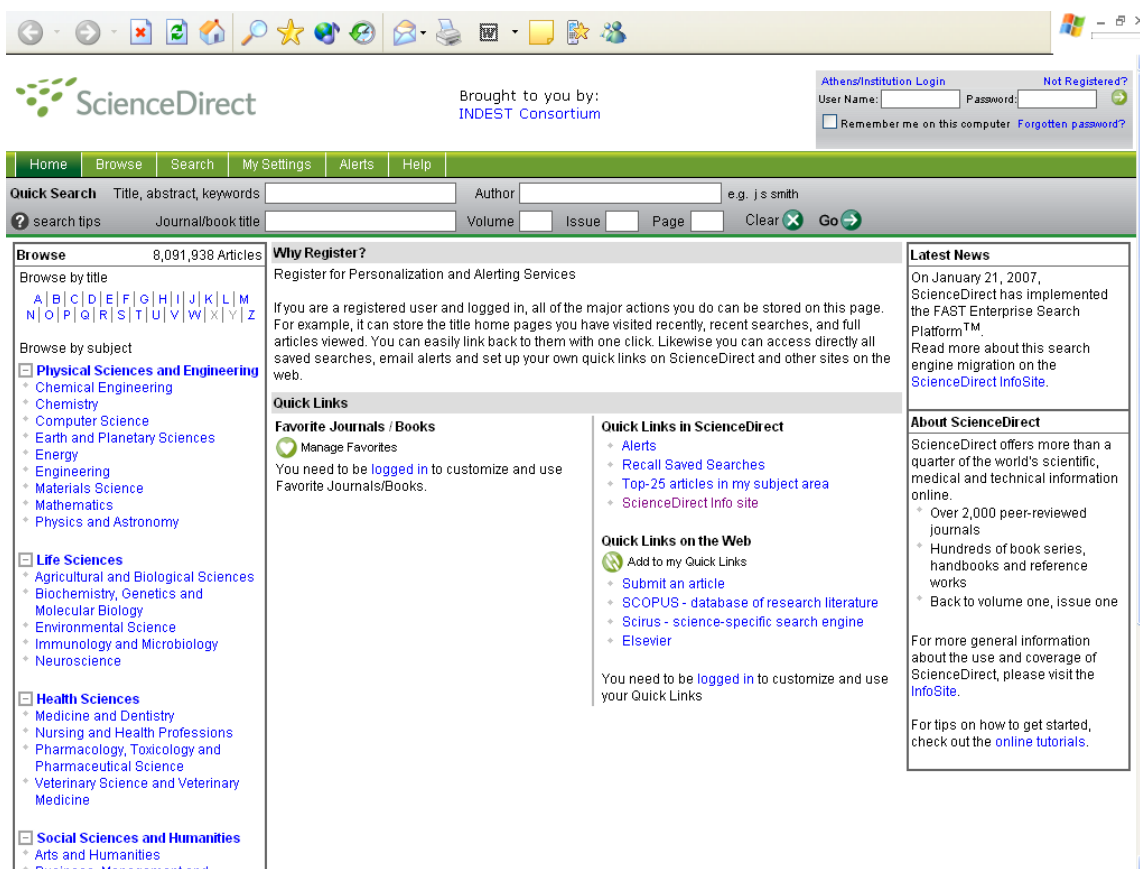 ScienceDirect
Brought to you by:
INDEST Consortium
Athens/Institution Login Not Registered?
User Name: Password:
Remember me on this computer Forgotten password?
Home Browse Search My Settings Alerts Help
Quick Search Title, abstract, keywords Author e.g. j s smith
? search tips Journal/book title Volume Issue Page Clear Go
Browse 8,091,938 Articles
Browse by title
A B C D E F G H I J K L M
N O P Q R S T U V W X Y Z
Browse by subject
Physical Sciences and Engineering
Chemical Engineering
Chemistry
Computer Science
Earth and Planetary Sciences
Energy
Engineering
Materials Science
Mathematics
Physics and Astronomy
Life Sciences
Agricultural and Biological Sciences
Biochemistry, Genetics and
Molecular Biology
Environmental Science
Immunology and Microbiology
Neuroscience
Health Sciences
Medicine and Dentistry
Nursing and Health Professions
Pharmacology, Toxicology and
Pharmaceutical Science
Veterinary Science and Veterinary
Medicine
Social Sciences and Humanities
Arts and Humanities
Why Register?
Register for Personalization and Alerting Services
If you are a registered user and logged in, all of the major actions you do can be stored on this page.
For example, it can store the title home pages you have visited recently, recent searches, and full
articles viewed. You can easily link back to them with one click. Likewise you can access directly all
saved searches, email alerts and set up your own quick links on ScienceDirect and other sites on the
web.
Quick Links
Favorite Journals / Books
Manage Favorites
You need to be logged in to customize and use
Favorite Journals/Books.
Quick Links in ScienceDirect
Alerts
Recall Saved Searches
Top-25 articles in my subject area
ScienceDirect Info site
Quick Links on the Web
Add to my Quick Links
Submit an article
SCOPUS - database of research literature
Scirus - science-specific search engine
Elsevier
You need to be logged in to customize and use
your Quick Links
Latest News
On January 21, 2007,
ScienceDirect has implemented
the FAST Enterprise Search
Platform™.
Read more about this search
engine migration on the
ScienceDirect InfoSite.
About ScienceDirect
ScienceDirect offers more than a
quarter of the world's scientific,
medical and technical information
online.
Over 2,000 peer-reviewed
journals
Hundreds of book series,
handbooks and reference
works
Back to volume one, issue one
For more general information
about the use and coverage of
ScienceDirect, please visit the
InfoSite.
For tips on how to get started,
check out the online tutorials.